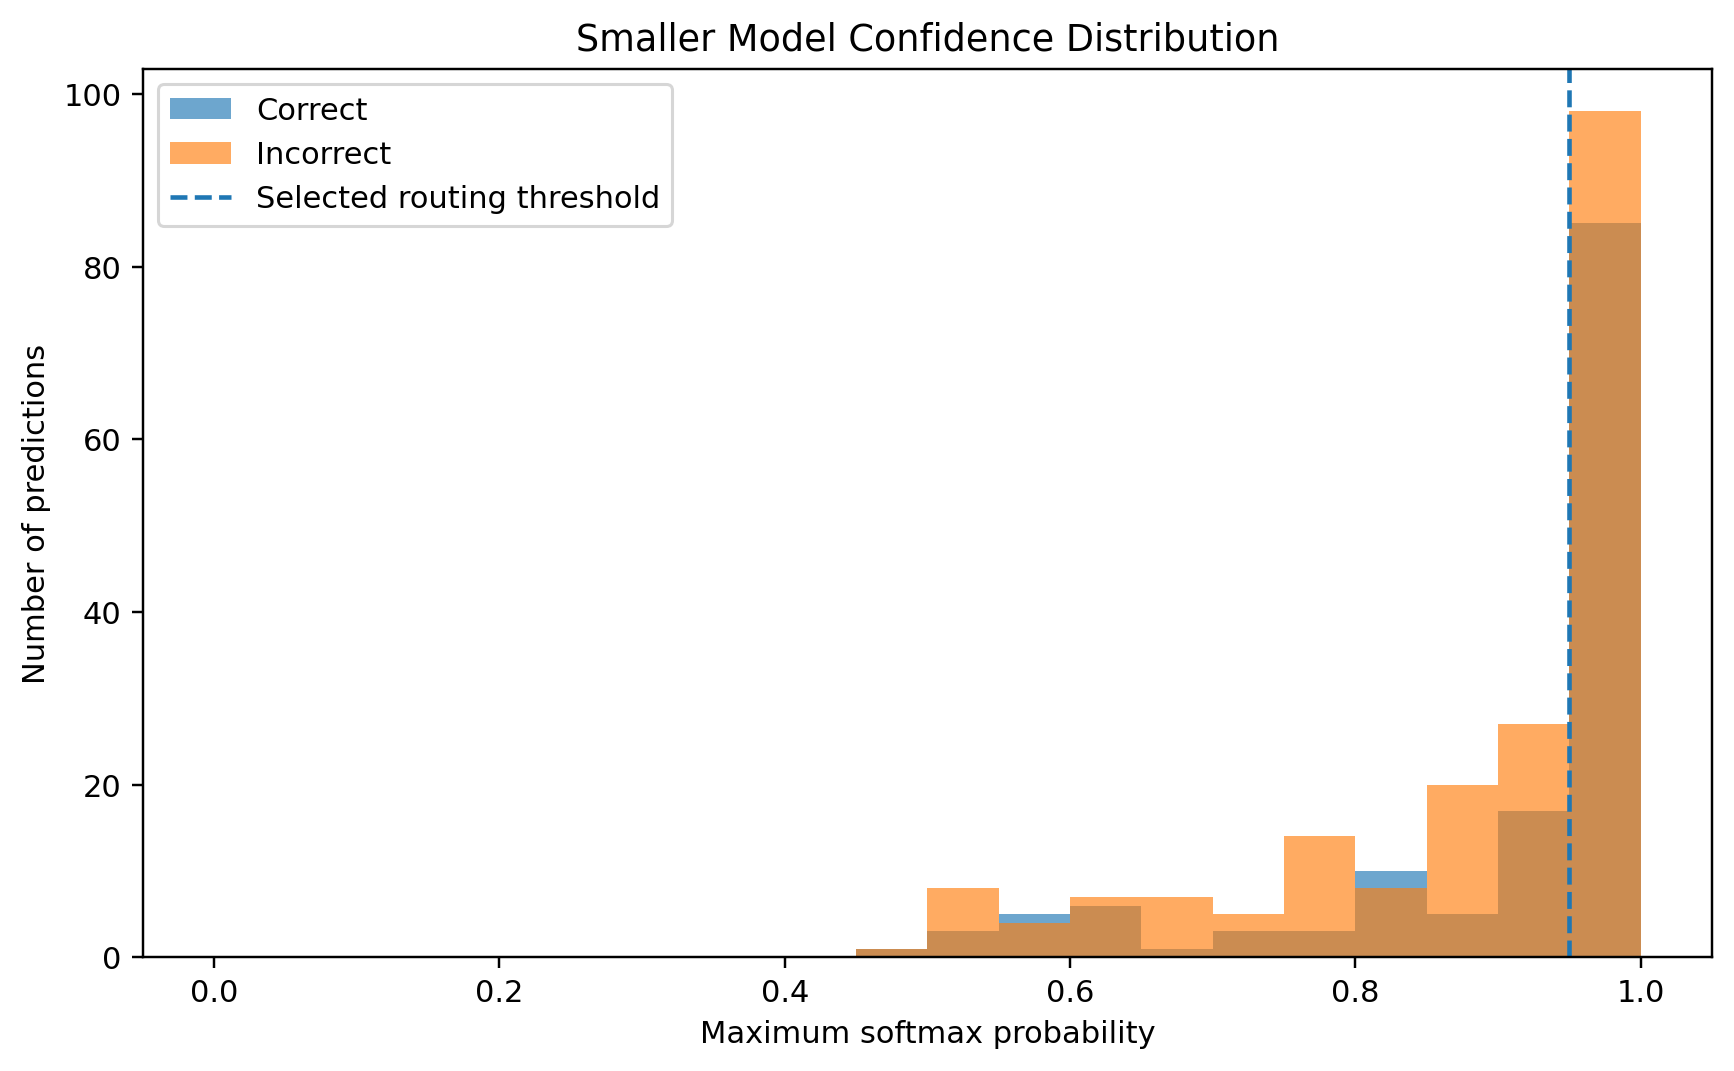 Smaller Model Confidence Distribution
Correct
Incorrect
Selected routing threshold
Number of predictions
100
80
60
40
20
0
0.0 0.2 0.4 0.6 0.8 1.0
Maximum softmax probability